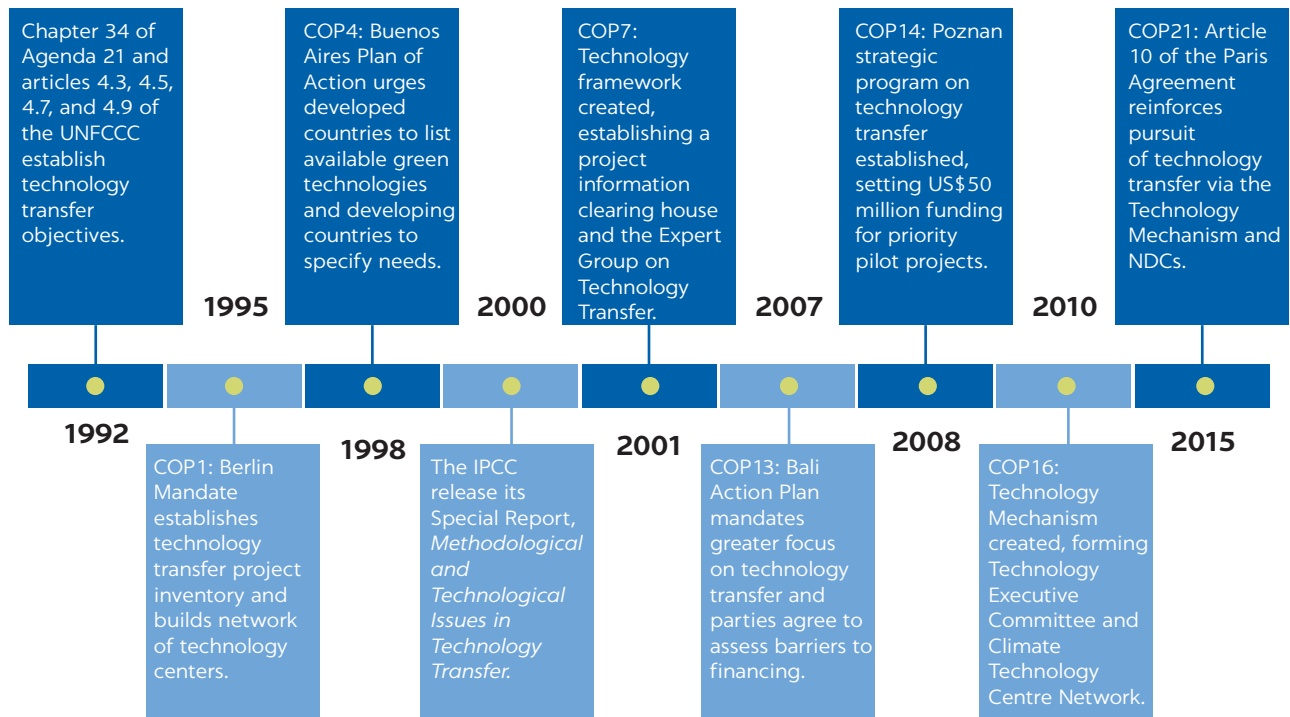 Chapter 34 of
Agenda 21 and
articles 4.3, 4.5,
4.7, and 4.9 of
the UNFCCC
establish
technology
transfer
objectives.
1992
1995
COP1: Berlin
Mandate
establishes
technology
transfer project
inventory and
builds network
of technology
centers.
COP4: Buenos
Aires Plan of
Action urges
developed
countries to list
available green
technologies
and developing
countries to
specify needs.
1998
2000
The IPCC
release its
Special Report,
Methodological
and
Technological
Issues in
Technology
Transfer.
COP7:
Technology
framework
created,
establishing a
project
information
clearing house
and the Expert
Group on
Technology
Transfer.
2001
2007
COP13: Bali
Action Plan
mandates
greater focus
on technology
transfer and
parties agree to
assess barriers to
financing.
COP14: Poznan
strategic
program on
technology
transfer
established,
setting US$50
million funding
for priority
pilot projects.
2008
2010
COP16:
Technology
Mechanism
created, forming
Technology
Executive
Committee and
Climate
Technology
Centre Network.
COP21: Article
10 of the Paris
Agreement
reinforces
pursuit
of technology
transfer via the
Technology
Mechanism and
NDCs.
2015